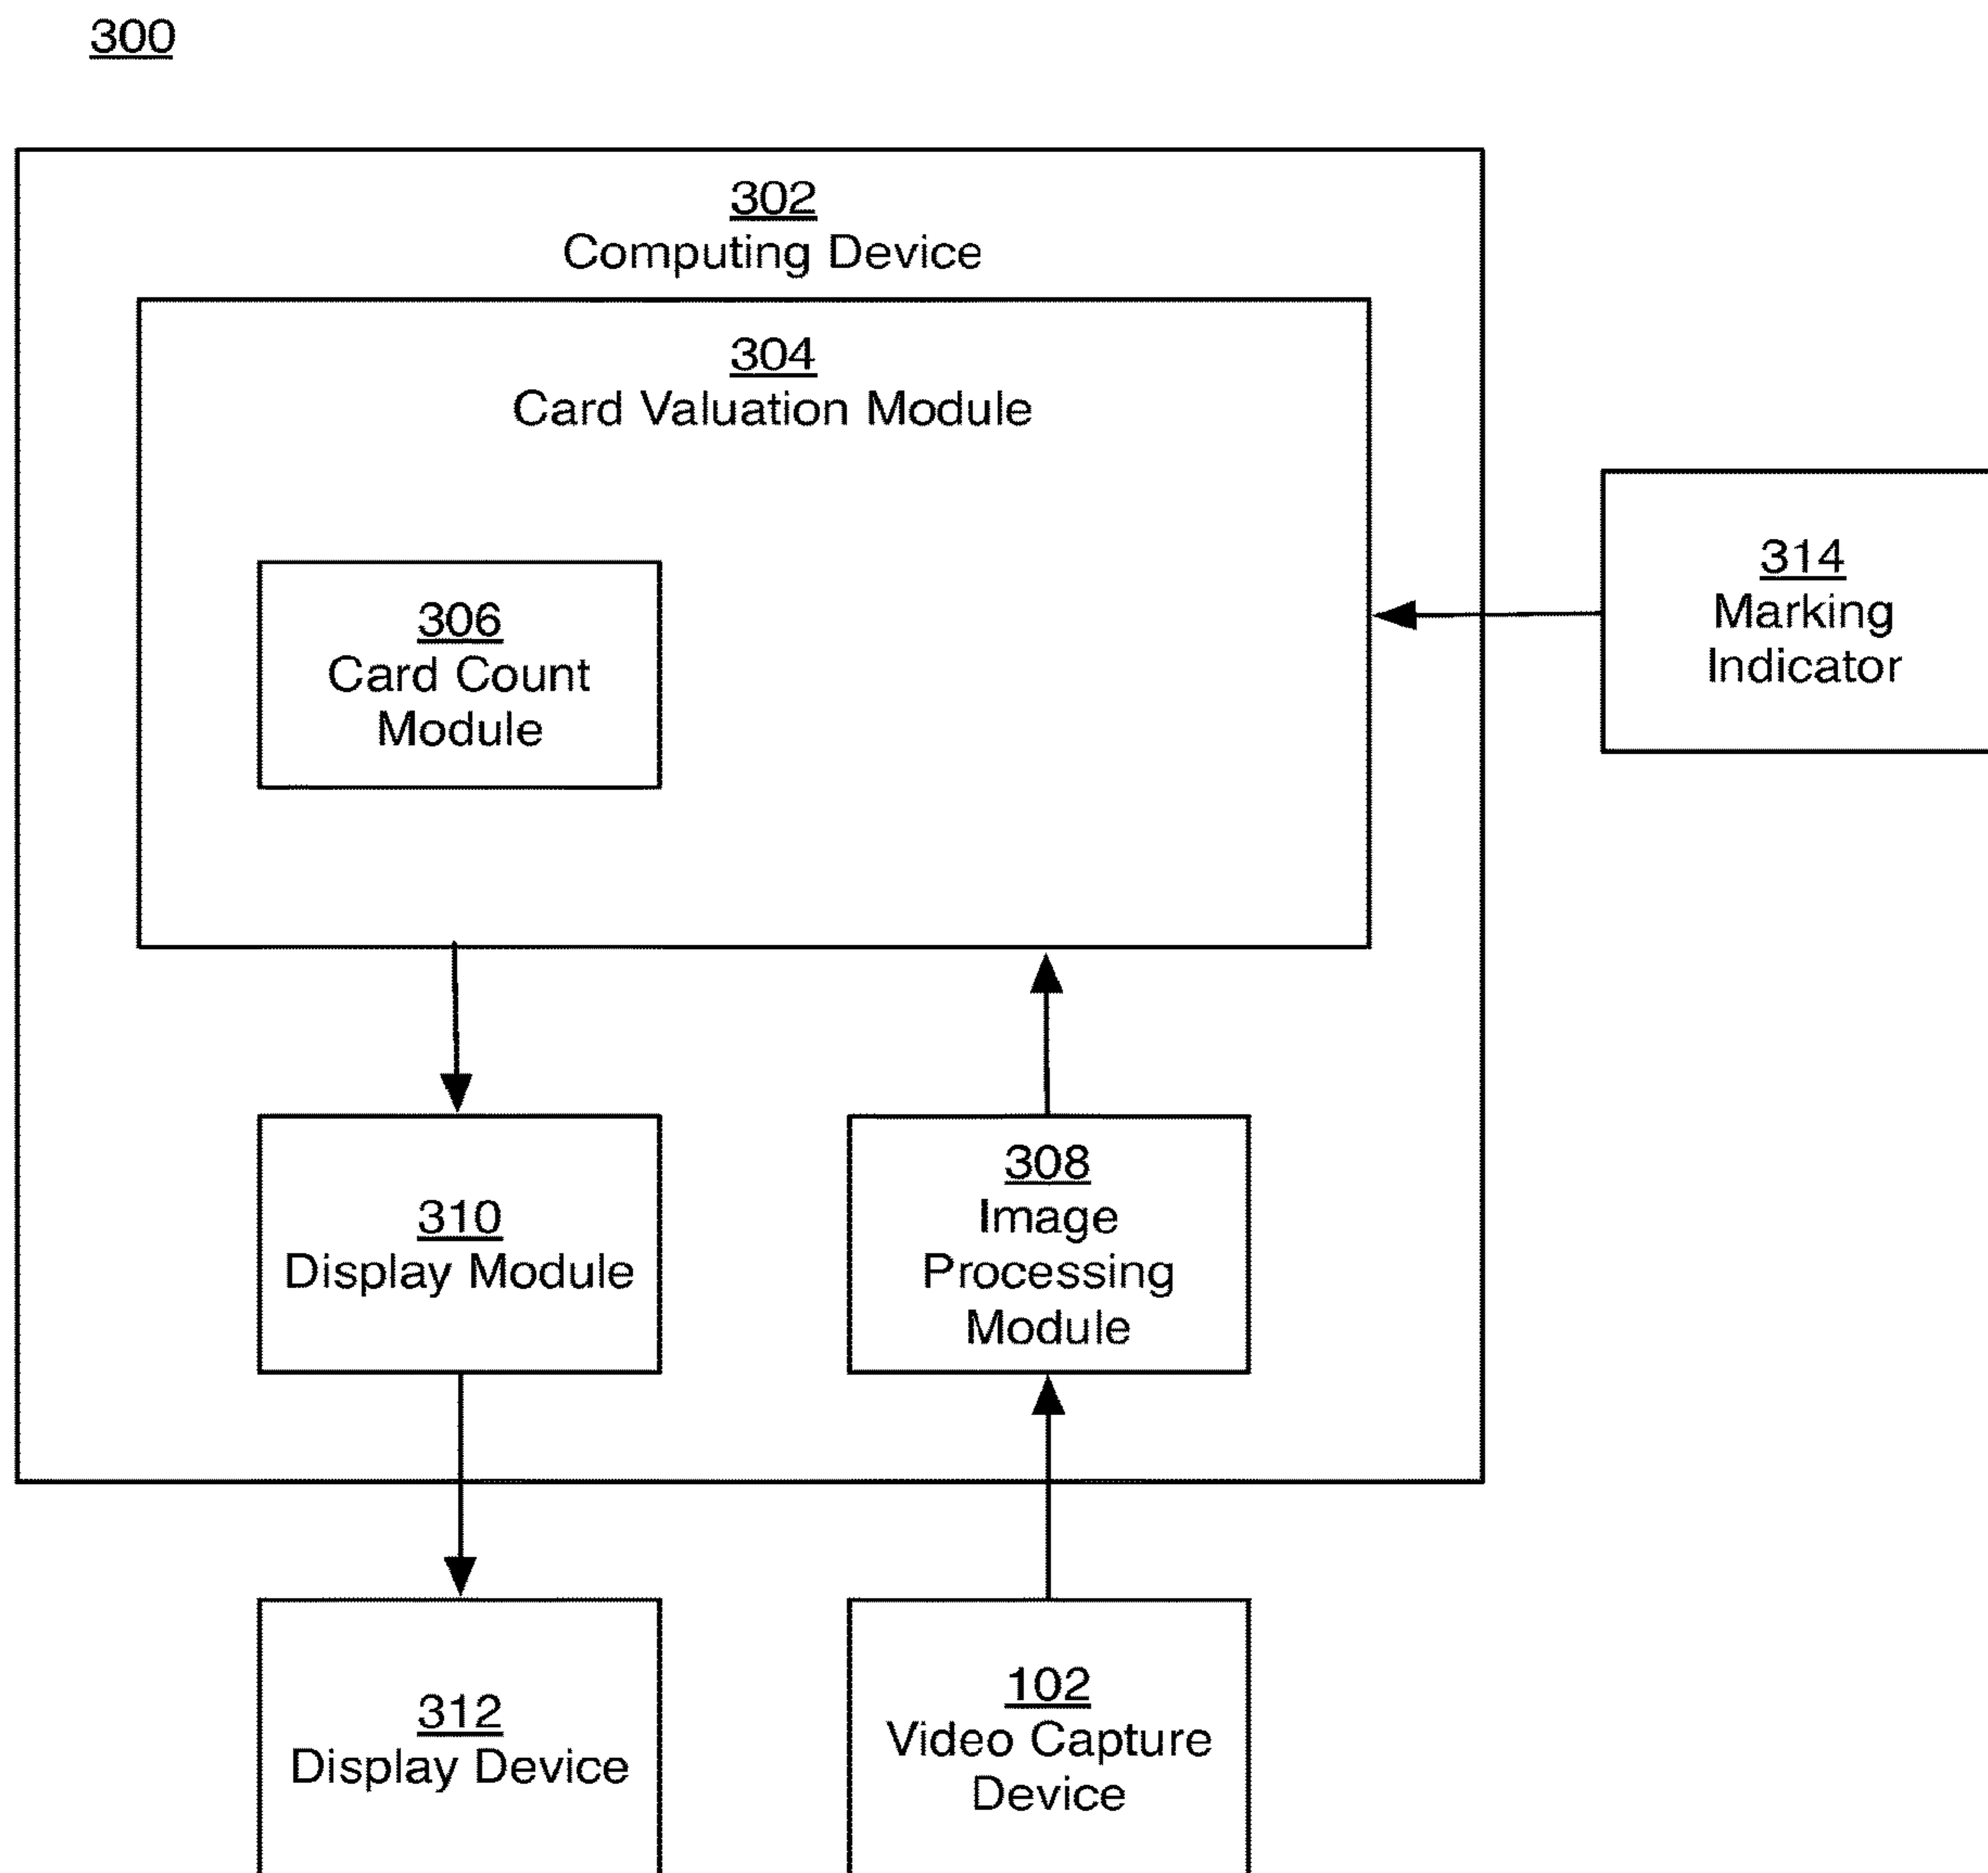 300
302
Computing Device
304
Card Valuation Module
306
Card Count
Module
314
Marking
Indicator
310
Display Module
308
Image
Processing
Module
312
Display Device
102
Video Capture
Device